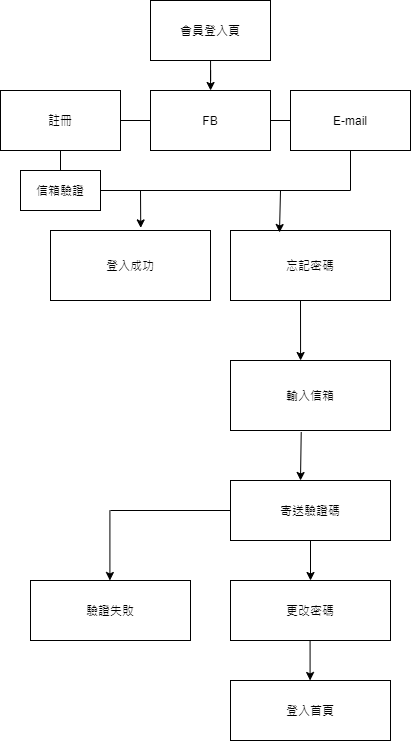 會員登入頁
註冊
FB
E-mail
信箱驗證
登入成功
忘記密碼
輸入信箱
寄送驗證碼
驗證失敗
更改密碼
登入首頁